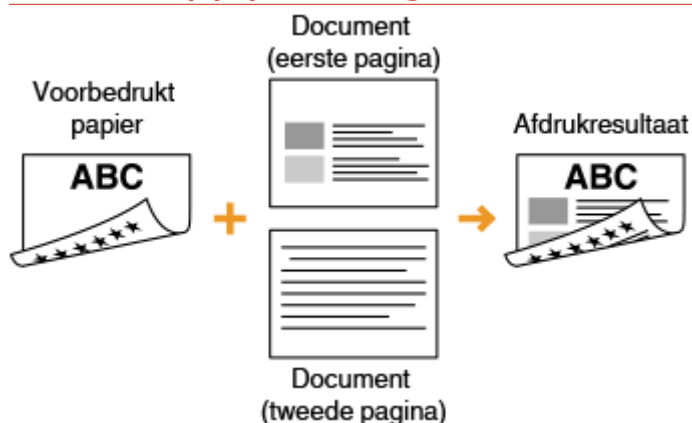 Document
(eerste pagina)
Voorbedrukt
papier
Afdrukresultaat
ABC
ABC
Document
(tweede pagina)